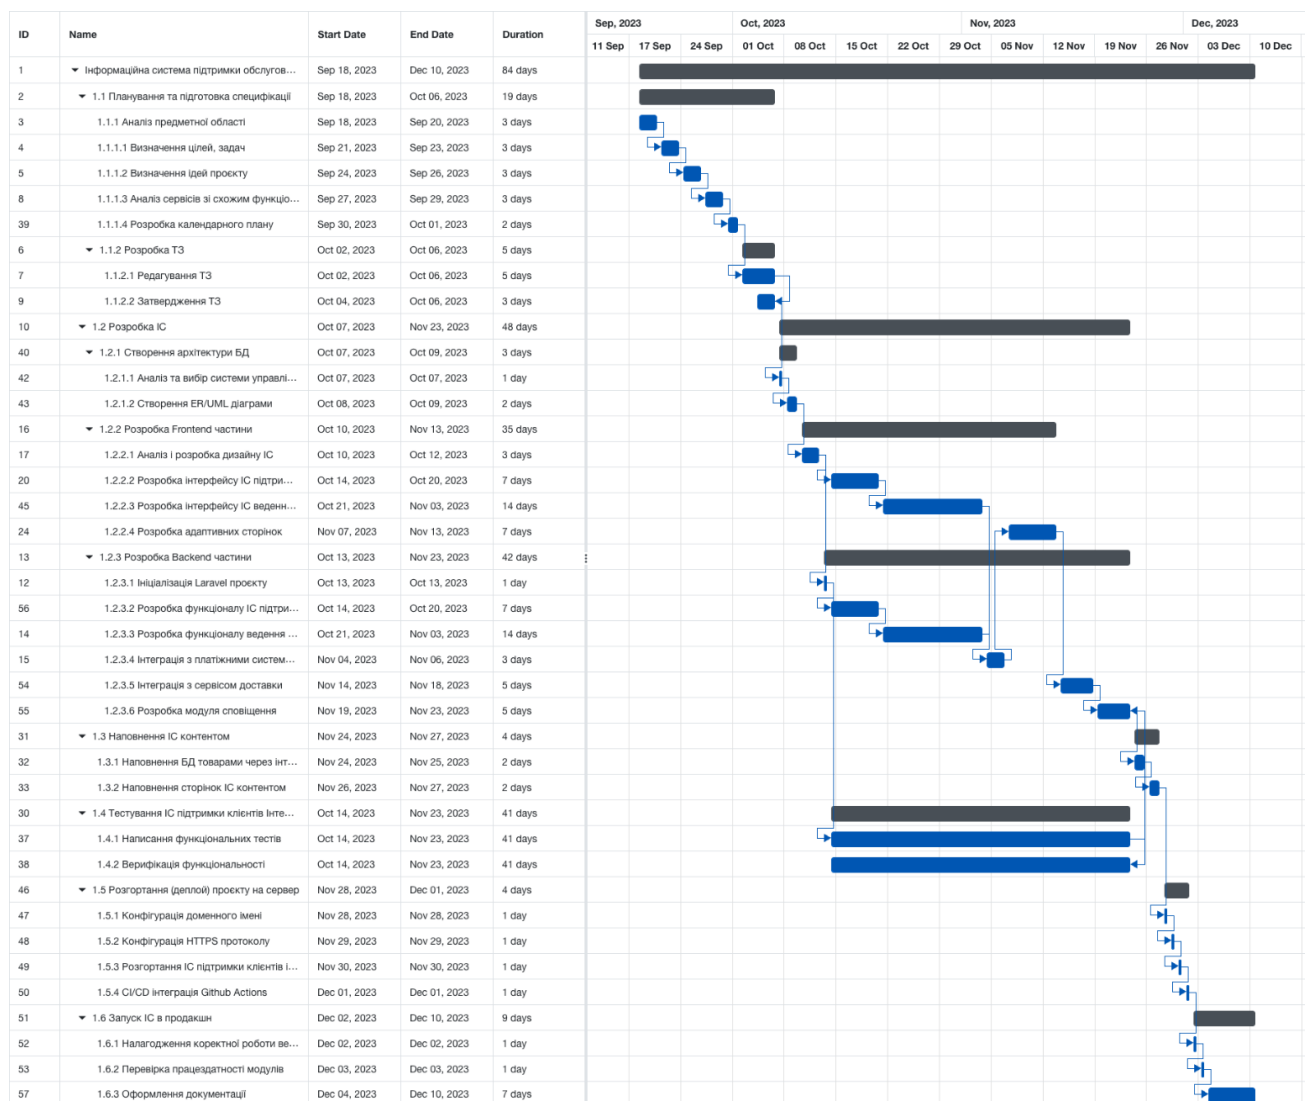 Sep, 2023 Oct, 2023 Nov, 2023 Dec, 2023
ID Name Start Date End Date Duration
11 Sep 17 Sep 24 Sep 01 Oct 08 Oct 15 Oct 22 Oct 29 Oct 05 Nov 12 Nov 19 Nov 26 Nov 03 Dec 10 Dec
1 Інформаційна система підтримки обслугов... Sep 18, 2023 Dec 10, 2023 84 days
2 1.1 Планування та підготовка специфікації Sep 18, 2023 Oct 06, 2023 19 days
3 1.1.1 Аналіз предметної області Sep 18, 2023 Sep 20, 2023 3 days
4 1.1.1.1 Визначення цілей, задач Sep 21, 2023 Sep 23, 2023 3 days
5 1.1.1.2 Визначення ідей проєкту Sep 24, 2023 Sep 26, 2023 3 days
8 1.1.1.3 Аналіз сервісів зі схожим функціо... Sep 27, 2023 Sep 29, 2023 3 days
39 1.1.1.4 Розробка календарного плану Sep 30, 2023 Oct 01, 2023 2 days
6 1.1.2 Розробка ТЗ Oct 02, 2023 Oct 06, 2023 5 days
7 1.1.2.1 Редагування ТЗ Oct 02, 2023 Oct 06, 2023 5 days
9 1.1.2.2 Затвердження ТЗ Oct 04, 2023 Oct 06, 2023 3 days
10 1.2 Розробка ІС Oct 07, 2023 Nov 23, 2023 48 days
40 1.2.1 Створення архітектури БД Oct 07, 2023 Oct 09, 2023 3 days
42 1.2.1.1 Аналіз та вибір системи управлі... Oct 07, 2023 Oct 07, 2023 1 day
43 1.2.1.2 Створення ER/UML діаграми Oct 08, 2023 Oct 09, 2023 2 days
16 1.2.2 Розробка Frontend частини Oct 10, 2023 Nov 13, 2023 35 days
17 1.2.2.1 Аналіз і розробка дизайну ІС Oct 10, 2023 Oct 12, 2023 3 days
20 1.2.2.2 Розробка інтерфейсу ІС підтри... Oct 14, 2023 Oct 20, 2023 7 days
45 1.2.2.3 Розробка інтерфейсу ІС веденн... Oct 21, 2023 Nov 03, 2023 14 days
24 1.2.2.4 Розробка адаптивних сторінок Nov 07, 2023 Nov 13, 2023 7 days
13 1.2.3 Розробка Backend частини Oct 13, 2023 Nov 23, 2023 42 days
12 1.2.3.1 Ініціалізація Laravel проєкту Oct 13, 2023 Oct 13, 2023 1 day
56 1.2.3.2 Розробка функціоналу ІС підтри... Oct 14, 2023 Oct 20, 2023 7 days
14 1.2.3.3 Розробка функціоналу ведення ... Oct 21, 2023 Nov 03, 2023 14 days
15 1.2.3.4 Інтеграція з платіжними систем... Nov 04, 2023 Nov 06, 2023 3 days
54 1.2.3.5 Інтеграція з сервісом доставки Nov 14, 2023 Nov 18, 2023 5 days
55 1.2.3.6 Розробка модуля сповіщення Nov 19, 2023 Nov 23, 2023 5 days
31 1.3 Наповнення ІС контентом Nov 24, 2023 Nov 27, 2023 4 days
32 1.3.1 Наповнення БД товарами через інт... Nov 24, 2023 Nov 25, 2023 2 days
33 1.3.2 Наповнення сторінок ІС контентом Nov 26, 2023 Nov 27, 2023 2 days
30 1.4 Тестування ІС підтримки клієнтів Інте... Oct 14, 2023 Nov 23, 2023 41 days
37 1.4.1 Написання функціональних тестів Oct 14, 2023 Nov 23, 2023 41 days
38 1.4.2 Верифікація функціональності Oct 14, 2023 Nov 23, 2023 41 days
46 1.5 Розгортання (деплой) проєкту на сервер Nov 28, 2023 Dec 01, 2023 4 days
47 1.5.1 Конфігурація доменного імені Nov 28, 2023 Nov 28, 2023 1 day
48 1.5.2 Конфігурація HTTPS протоколу Nov 29, 2023 Nov 29, 2023 1 day
49 1.5.3 Розгортання ІС підтримки клієнтів і... Nov 30, 2023 Nov 30, 2023 1 day
50 1.5.4 CI/CD інтеграція Github Actions Dec 01, 2023 Dec 01, 2023 1 day
51 1.6 Запуск ІС в продакшн Dec 02, 2023 Dec 10, 2023 9 days
52 1.6.1 Налагодження коректної роботи ве... Dec 02, 2023 Dec 02, 2023 1 day
53 1.6.2 Перевірка працездатності модулів Dec 03, 2023 Dec 03, 2023 1 day
57 1.6.3 Оформлення документації Dec 04, 2023 Dec 10, 2023 7 days